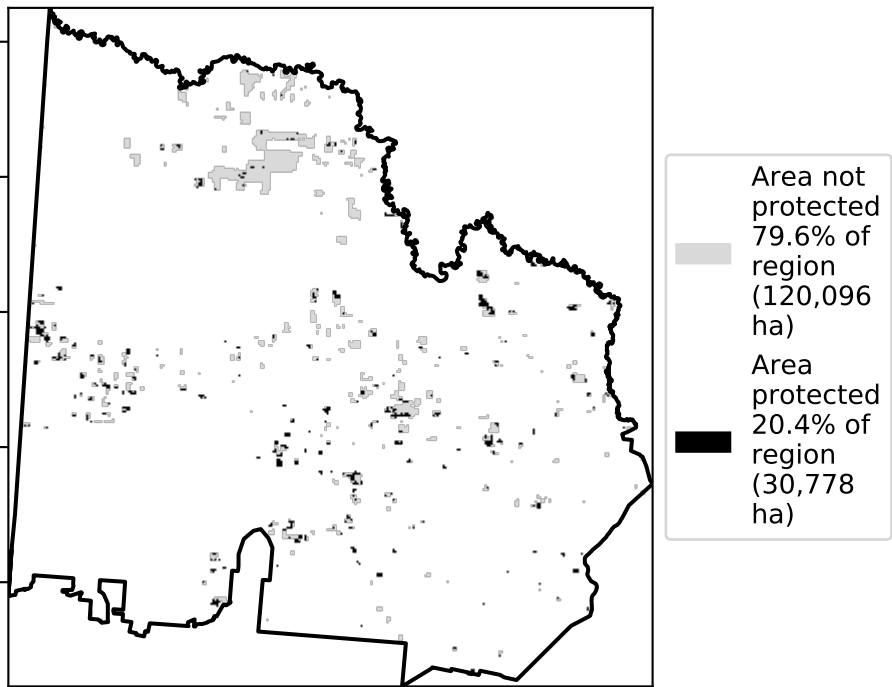 Area not
protected
79.6% of
region
(120,096
ha)
Area
protected
20.4% of
region
(30,778
ha)